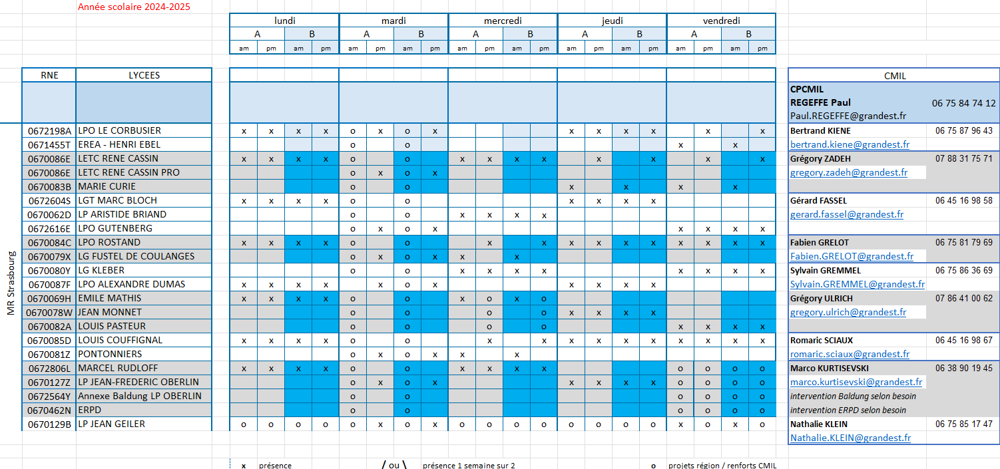 Année scolaire 2024-2025
lundi mardi mercredi jeudi vendredi
A B A B A B A B A B
am pm am pm am pm am pm am pm am pm am pm am pm am pm am pm
RNE LYCEES CMIL
CPCMIL
REGEFFE Paul 06 75 84 74 12
Paul.REGEFFE@grandest.fr
MR Strasbourg
0672198A LPO LE CORBUSIER x x x x o x o x x x x x x x Bertrand KIENE 06 75 87 96 43
0671455T EREA - HENRI EBEL o o x x bertrand.kiene@grandest.fr
0670086E LETC RENE CASSIN x x x x o o x x x x x x x x Grégory ZADEH 07 88 31 75 71
0670086E LETC RENE CASSIN PRO o x o x gregory.zadeh@grandest.fr
0670083B MARIE CURIE o o x x x x
0672604S LGT MARC BLOCH x x x x o o x x x x Gérard FASSEL 06 45 16 98 58
0670062D LP ARISTIDE BRIAND o o x x x x gerard.fassel@grandest.fr
0672616E LPO GUTENBERG o x o x x x x x
0670084C LPO ROSTAND x x x x o o x x x x x x x x x x Fabien GRELOT 06 75 81 79 69
0670079X LG FUSTEL DE COULANGES o x o x x x Fabien.GRELOT@grandest.fr
0670080Y LG KLEBER o o x x x x x x x x Sylvain GREMMEL 06 75 86 36 69
0670087F LPO ALEXANDRE DUMAS x x x x o x o x x x x x Sylvain.GREMMEL@grandest.fr
0670069H EMILE MATHIS x x x x o o x o x o Grégory ULRICH 07 86 41 00 62
0670078W JEAN MONNET o o o o x x x x gregory.ulrich@grandest.fr
0670082A LOUIS PASTEUR o o o o x x x x
0670085D LOUIS COUFFIGNAL x x x x o o x x x x x x x x x x Romaric SCIAUX 06 45 16 98 67
0670081Z PONTONNIERS o x o x x x romaric.sciaux@grandest.fr
0672806L MARCEL RUDLOFF x x x x o o x x x x o o o o Marco KURTISEVSKI 06 38 90 19 45
0670127Z LP JEAN-FREDERIC OBERLIN o x o x x x x x o o o o marco.kurtisevski@grandest.fr
0672564Y Annexe Baldung LP OBERLIN o o o o o o intervention Baldung selon besoin
0670462N ERPD o o o o o o intervention ERPD selon besoin
0670129B LP JEAN GEILER o o o o o x o x o o o o o o o o x o x o Nathalie KLEIN 06 75 85 17 47
Nathalie.KLEIN@grandest.fr
x présence / ou \ présence 1 semaine sur 2 o projets région / renforts CMIL